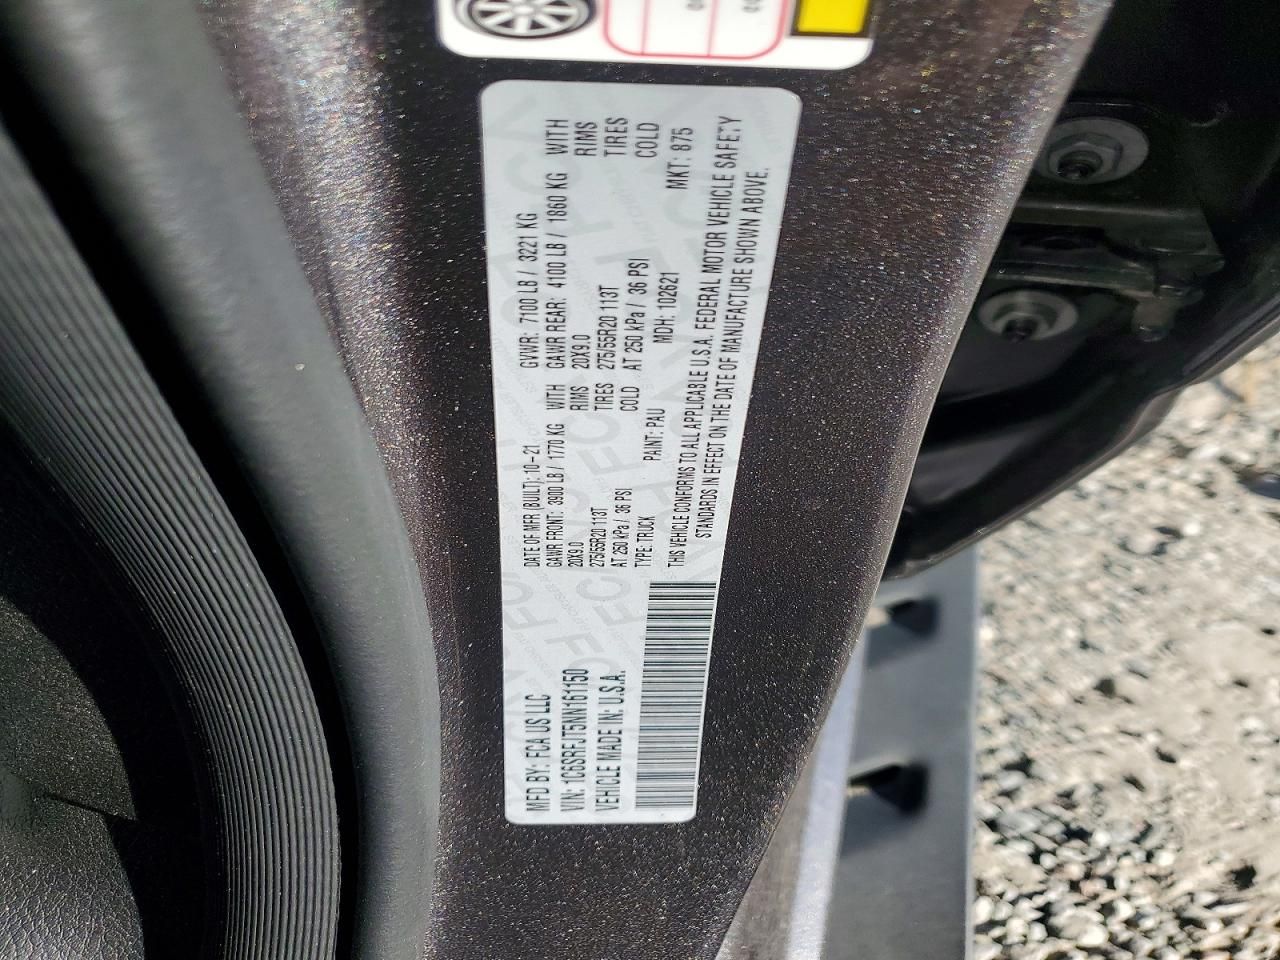 MFD BY: FCA US LLC
VIN: 1C6SRFJT5NN161150
VEHICLE MADE IN: U.S.A.
DATE OF MFR (BUILT): 10-21 GVWR: 7100 LB / 3221 KG
GAWR FRONT: 3900 LB / 1770 KG WITH GAWR REAR: 4100 LB / 1860 KG WITH
20X9.0 RIMS 20X9.0 RIMS
275/55R20 113T TIRES 275/55R20 113T TIRES
AT 250 kPa / 36 PSI COLD AT 250 kPa / 36 PSI COLD
TYPE: TRUCK PAINT: PAU MDH: 102621 MKT: 875
THIS VEHICLE CONFORMS TO ALL APPLICABLE U.S.A. FEDERAL MOTOR VEHICLE SAFETY
STANDARDS IN EFFECT ON THE DATE OF MANUFACTURE SHOWN ABOVE.